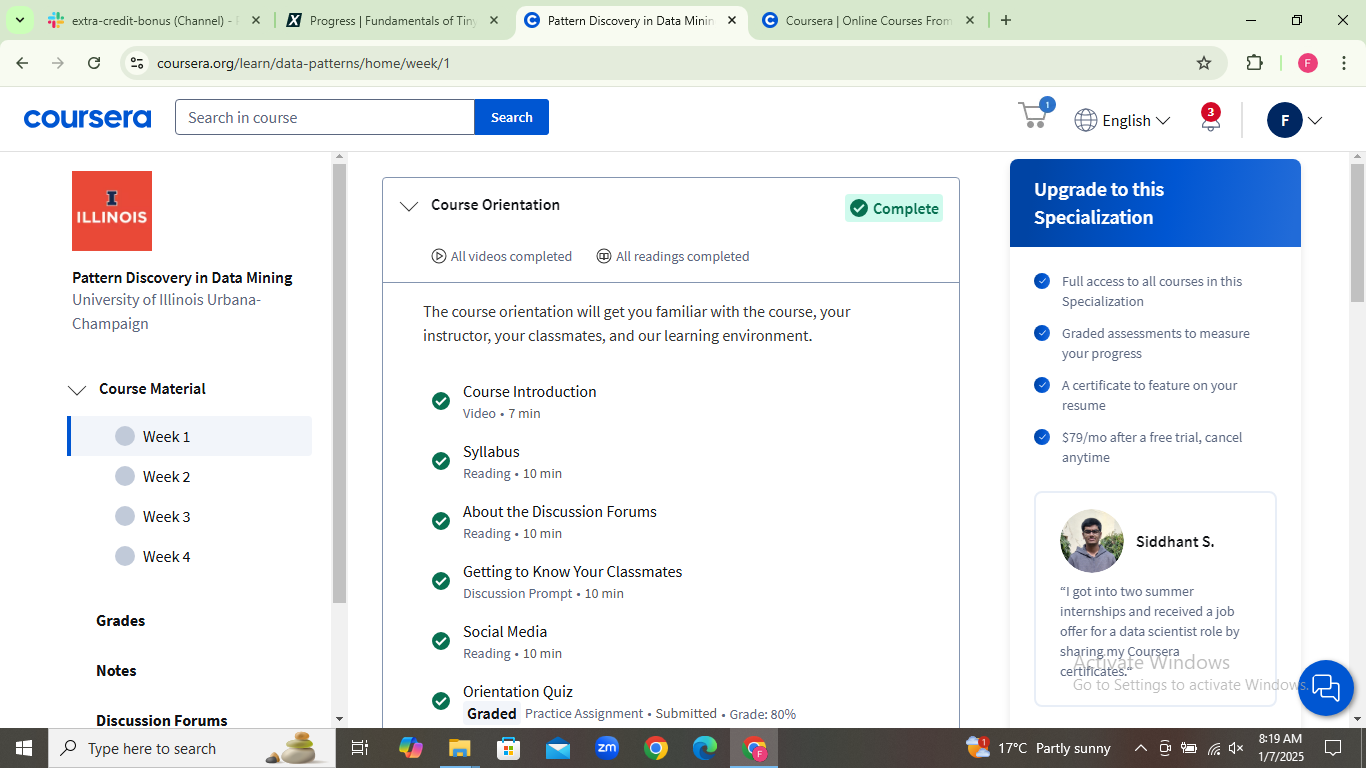 extra-credit-bonus (Channel) -
Progress | Fundamentals of Tiny
Pattern Discovery in Data Minin
Coursera | Online Courses From
coursera.org/learn/data-patterns/home/week/1
F
coursera
Search in course
Search
1
English
3
F
I
ILLINOIS
Pattern Discovery in Data Mining
University of Illinois Urbana-
Champaign
Course Material
Week 1
Week 2
Week 3
Week 4
Grades
Notes
Discussion Forums
Course Orientation
Complete
All videos completed
All readings completed
The course orientation will get you familiar with the course, your
instructor, your classmates, and our learning environment.
Course Introduction
Video • 7 min
Syllabus
Reading • 10 min
About the Discussion Forums
Reading • 10 min
Getting to Know Your Classmates
Discussion Prompt • 10 min
Social Media
Reading • 10 min
Orientation Quiz
Graded Practice Assignment • Submitted • Grade: 80%
Upgrade to this
Specialization
Full access to all courses in this
Specialization
Graded assessments to measure
your progress
A certificate to feature on your
resume
$79/mo after a free trial, cancel
anytime
Siddhant S.
“I got into two summer
internships and received a job
offer for a data scientist role by
sharing my Coursera
certificates.“
Activate Windows
Go to Settings to activate Windows.
Type here to search
zm
F
1
17°C Partly sunny
8:19 AM
1/7/2025